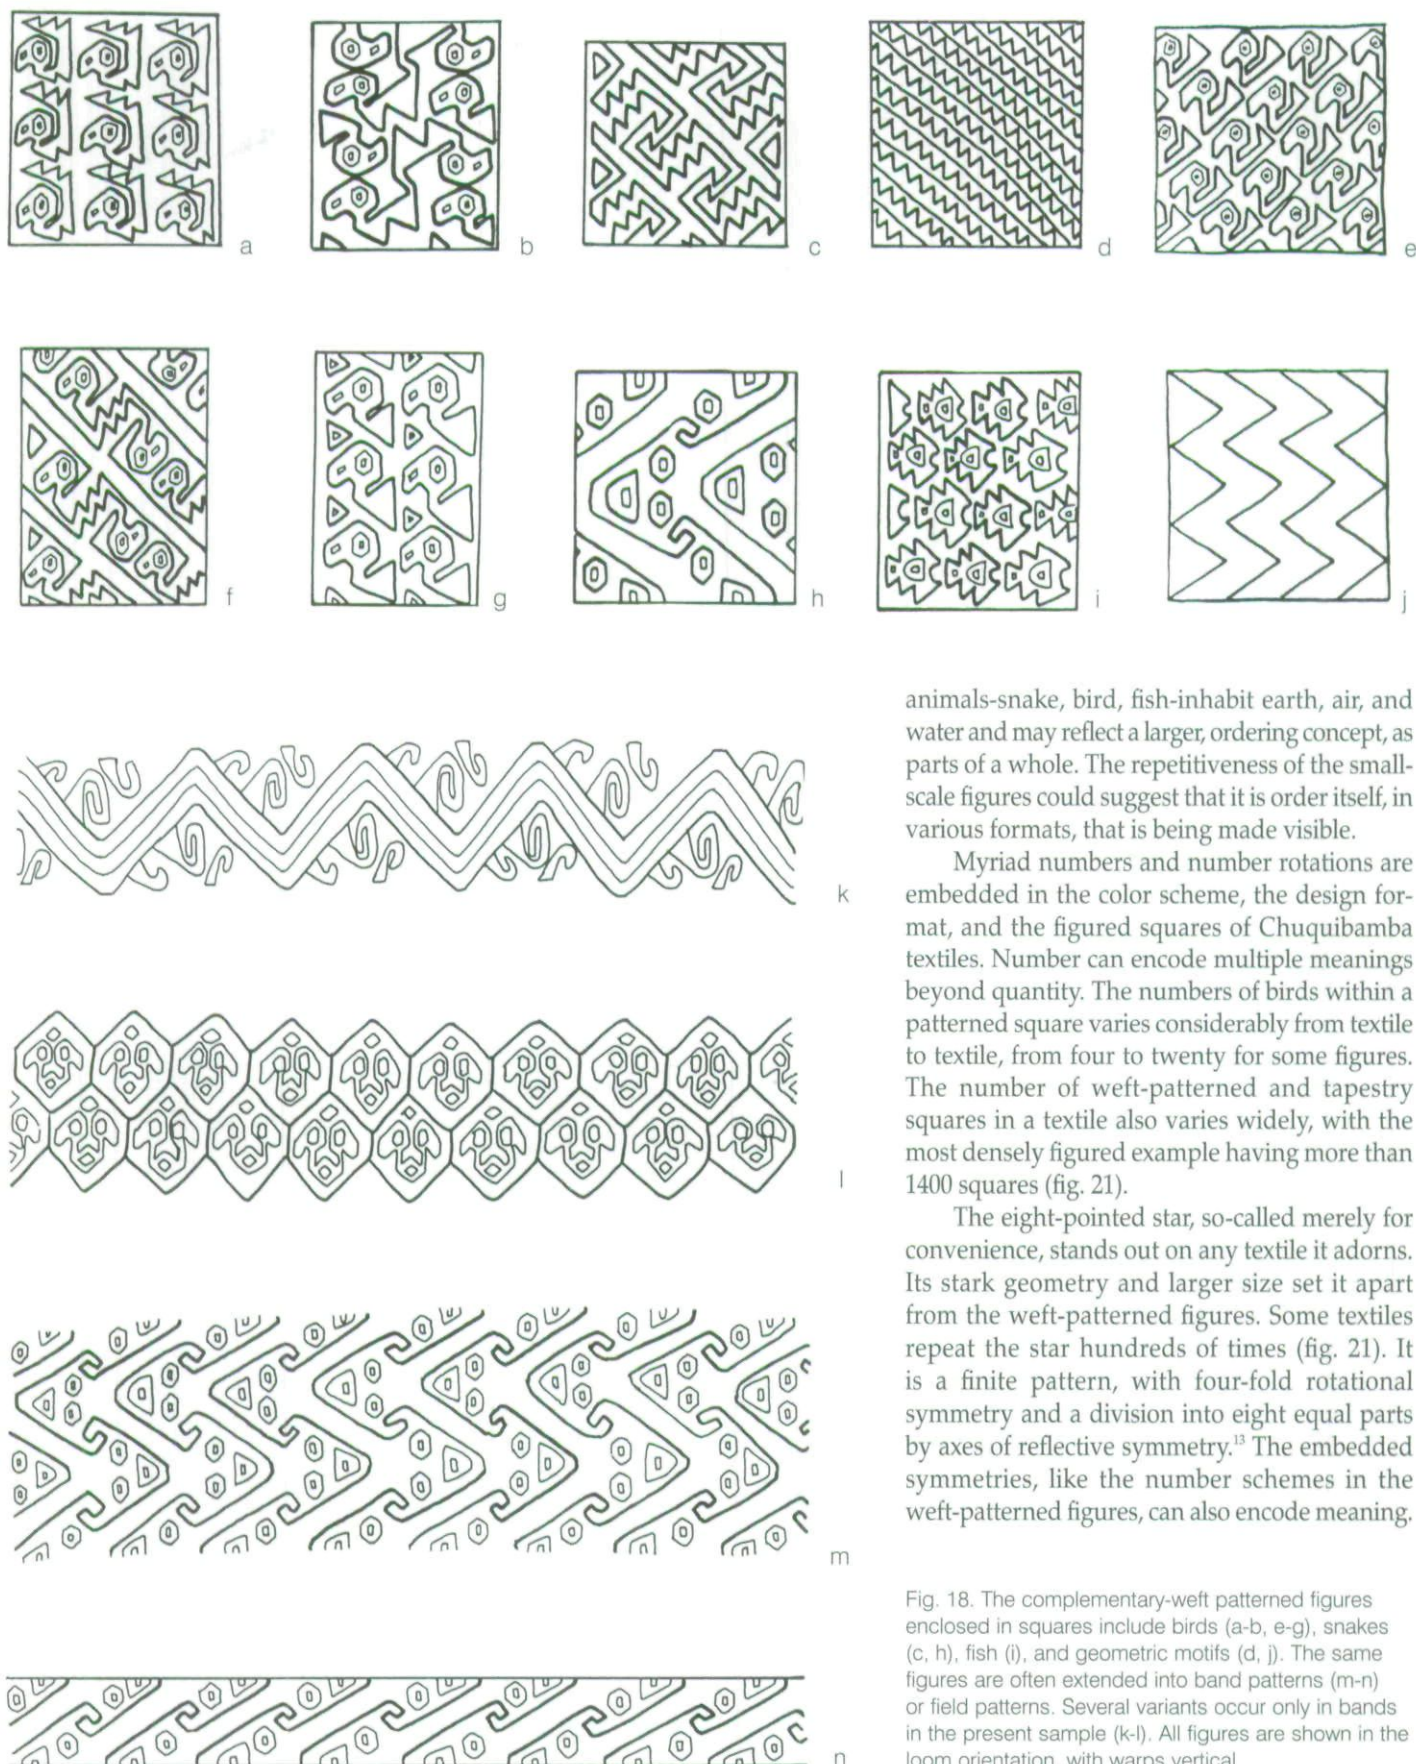 a
b
c
d
e
f
g
h
i
j
k
l
m
n
animals-snake, bird, fish-inhabit earth, air, and
water and may reflect a larger, ordering concept, as
parts of a whole. The repetitiveness of the small-
scale figures could suggest that it is order itself, in
various formats, that is being made visible.
Myriad numbers and number rotations are
embedded in the color scheme, the design for-
mat, and the figured squares of Chuquibamba
textiles. Number can encode multiple meanings
beyond quantity. The numbers of birds within a
patterned square varies considerably from textile
to textile, from four to twenty for some figures.
The number of weft-patterned and tapestry
squares in a textile also varies widely, with the
most densely figured example having more than
1400 squares (fig. 21).
The eight-pointed star, so-called merely for
convenience, stands out on any textile it adorns.
Its stark geometry and larger size set it apart
from the weft-patterned figures. Some textiles
repeat the star hundreds of times (fig. 21). It
is a finite pattern, with four-fold rotational
symmetry and a division into eight equal parts
by axes of reflective symmetry.¹³ The embedded
symmetries, like the number schemes in the
weft-patterned figures, can also encode meaning.
Fig. 18. The complementary-weft patterned figures
enclosed in squares include birds (a-b, e-g), snakes
(c, h), fish (i), and geometric motifs (d, j). The same
figures are often extended into band patterns (m-n)
or field patterns. Several variants occur only in bands
in the present sample (k-l). All figures are shown in the
loom orientation, with warps vertical.